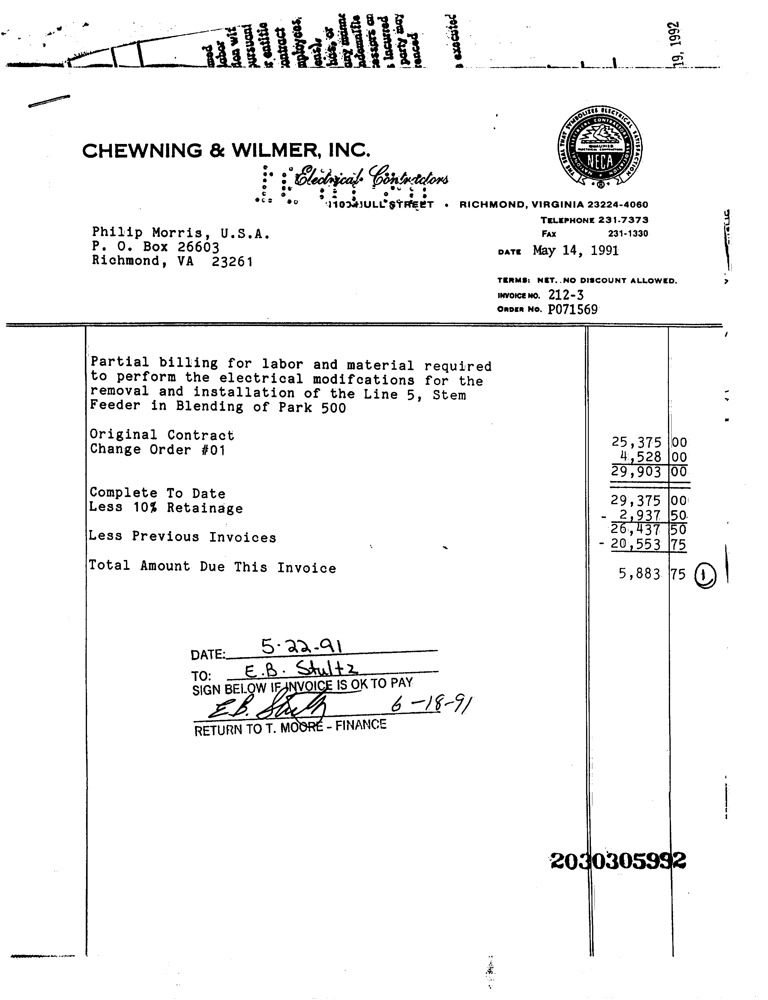 19, 1992
CHEWNING & WILMER, INC.
Electrical Contractors
NECA
HULL STREET • RICHMOND, VIRGINIA 23224-4060
TELEPHONE 231-7373
FAX 231-1330
Philip Morris, U.S.A.
P. O. Box 26603
Richmond, VA 23261
DATE May 14, 1991
TERMS: NET..NO DISCOUNT ALLOWED.
INVOICE NO. 212-3
ORDER NO. P071569
Partial billing for labor and material required
to perform the electrical modifcations for the
removal and installation of the Line 5, Stem
Feeder in Blending of Park 500
Original Contract 25,375 00
Change Order #01 4,528 00
29,903 00
Complete To Date 29,375 00
Less 10% Retainage - 2,937 50
26,437 50
Less Previous Invoices - 20,553 75
Total Amount Due This Invoice 5,883 75 1
DATE: 5-22-91
TO: E.B. Stultz
SIGN BELOW IF INVOICE IS OK TO PAY
E.B. Stultz 6-18-91
RETURN TO T. MOORE - FINANCE
2030305992